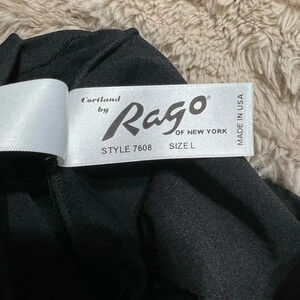 Cortland
by
Rago®
OF NEW YORK
STYLE 7608 SIZE L
MADE IN USA